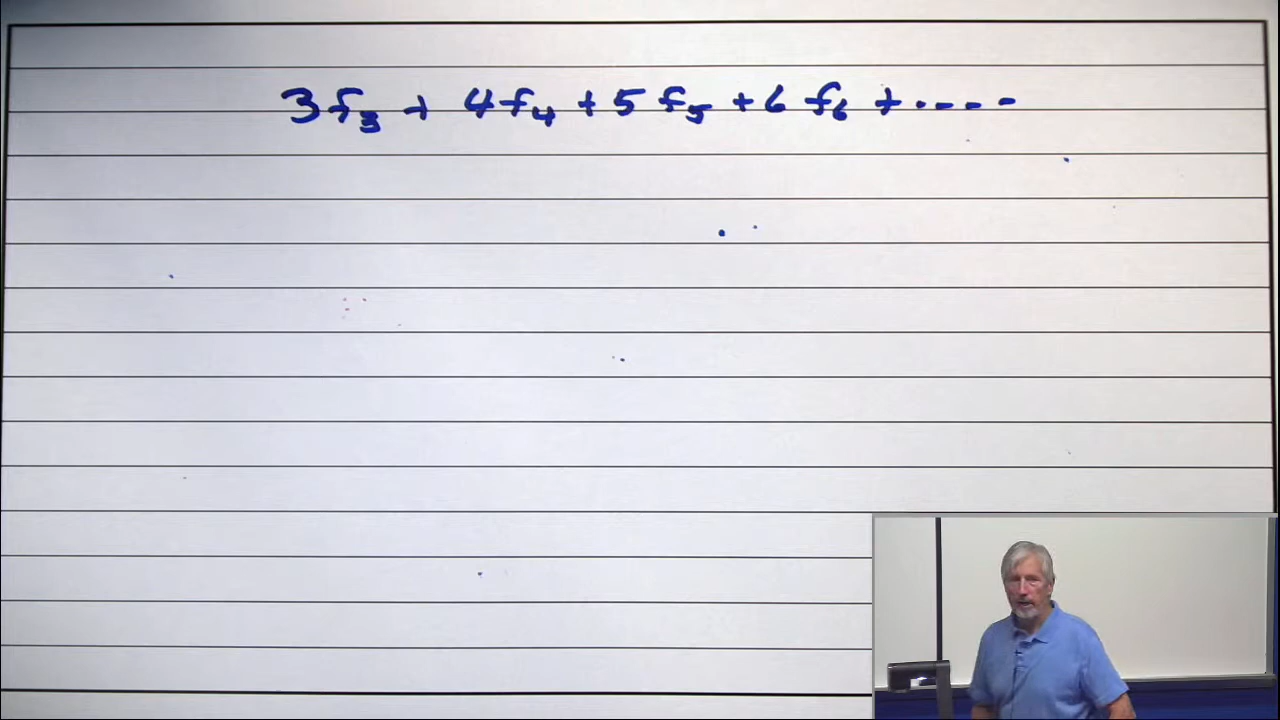 3f₃ + 4f₄ + 5f₅ + 6f₆ + ....